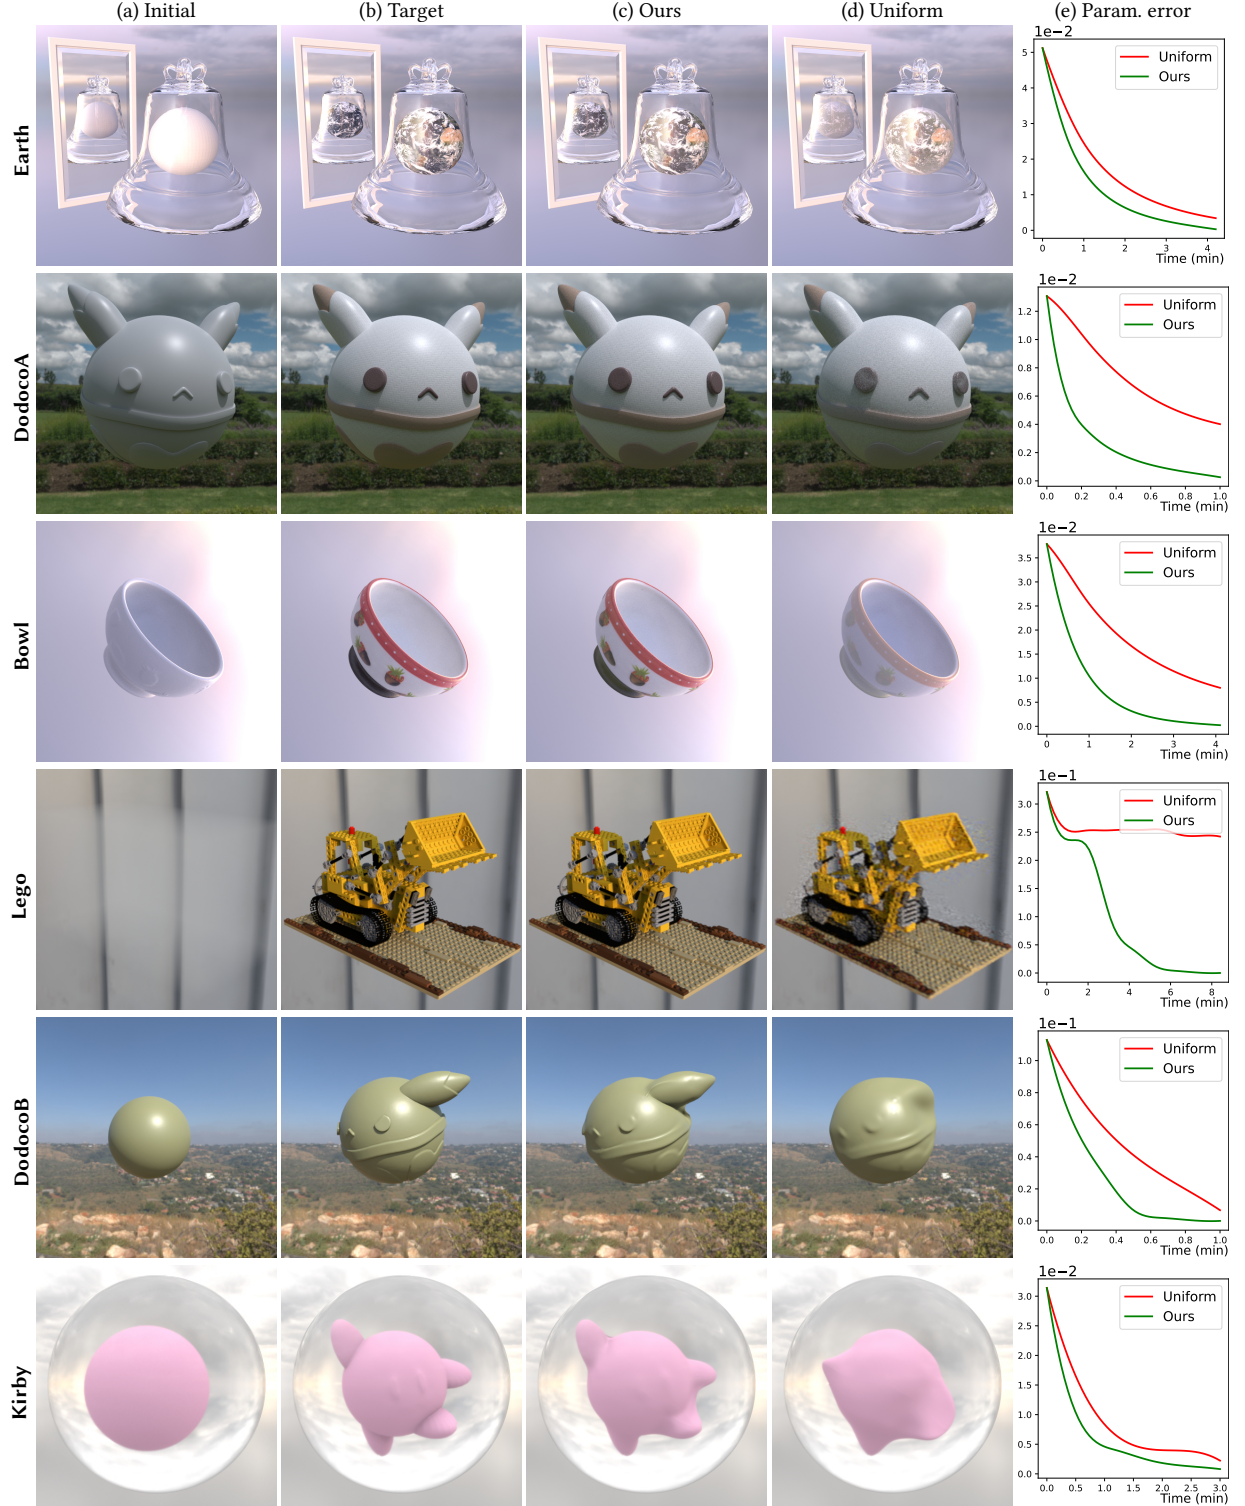 (a) Initial (b) Target (c) Ours (d) Uniform (e) Param. error
Earth
1e−2
Uniform
Ours
5
4
3
2
1
0
0 1 2 3 4
Time (min)
DodocoA
1e−2
Uniform
Ours
1.2
1.0
0.8
0.6
0.4
0.2
0.0
0.0 0.2 0.4 0.6 0.8 1.0
Time (min)
Bowl
1e−2
Uniform
Ours
3.5
3.0
2.5
2.0
1.5
1.0
0.5
0.0
0 1 2 3 4
Time (min)
Lego
1e−1
Uniform
Ours
3.0
2.5
2.0
1.5
1.0
0.5
0.0
0 2 4 6 8
Time (min)
DodocoB
1e−1
Uniform
Ours
1.0
0.8
0.6
0.4
0.2
0.0
0.0 0.2 0.4 0.6 0.8 1.0
Time (min)
Kirby
1e−2
Uniform
Ours
3.0
2.5
2.0
1.5
1.0
0.5
0.0
0.0 0.5 1.0 1.5 2.0 2.5 3.0
Time (min)